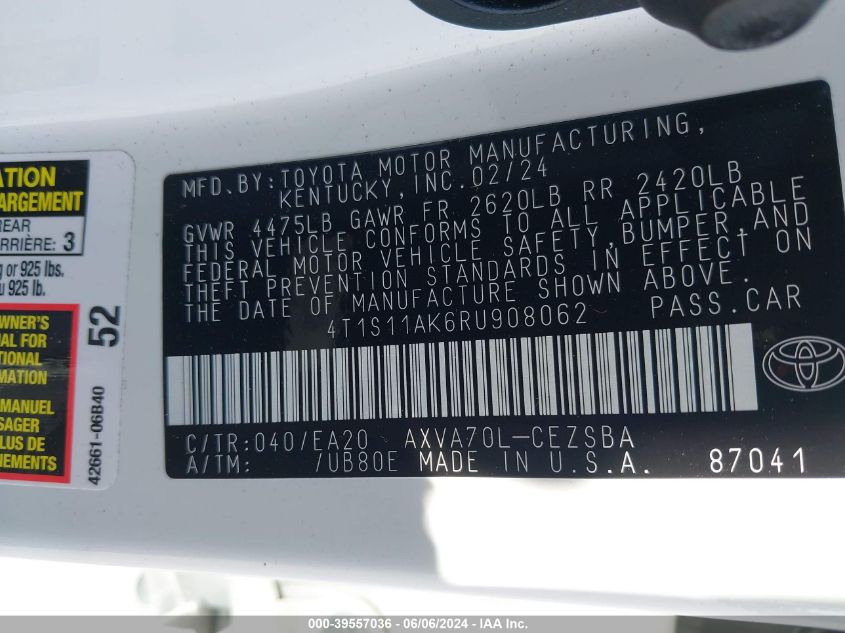 ATION
ARGEMENT
REAR
ARRIÈRE: 3
g or 925 lbs.
u 925 lb.
WNER'S
AL FOR
TIONAL
MATION
MANUEL
SAGER
LUS DE
NEMENTS
52
42661-06B40
MFD. BY: TOYOTA MOTOR MANUFACTURING,
KENTUCKY, INC. 02/24
GVWR 4475LB GAWR FR 2620LB RR 2420LB
THIS VEHICLE CONFORMS TO ALL APPLICABLE
FEDERAL MOTOR VEHICLE SAFETY, BUMPER, AND
THEFT PREVENTION STANDARDS IN EFFECT ON
THE DATE OF MANUFACTURE SHOWN ABOVE.
4T1S11AK6RU908062 PASS. CAR
C/TR: 040/EA20 AXVA70L-CEZSBA
A/TM: /UB80E MADE IN U.S.A. 87041
000-39557036 - 06/06/2024 - Copyright IAA, Inc.